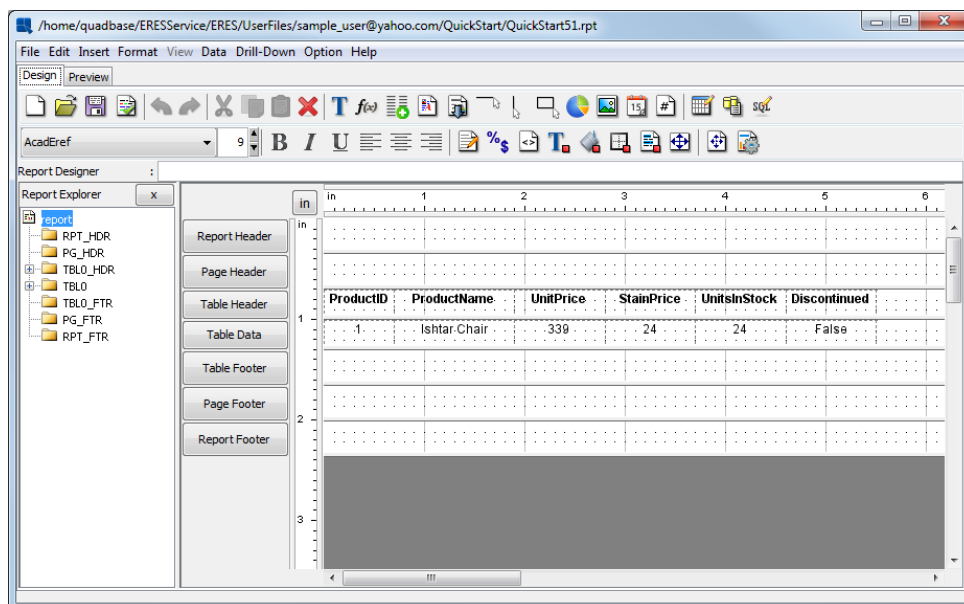 /home/quadbase/ERESService/ERES/UserFiles/sample_user@yahoo.com/QuickStart/QuickStart51.rpt
File Edit Insert Format View Data Drill-Down Option Help
Design Preview
T f(x) 15 # SQL
AcadEref 9 B I U % $ <> T
Report Designer :
Report Explorer x
in in 1 2 3 4 5 6
in
report
RPT_HDR
PG_HDR
TBL0_HDR
TBL0
TBL0_FTR
PG_FTR
RPT_FTR
Report Header
Page Header
Table Header
Table Data
Table Footer
Page Footer
Report Footer
1
2
3
ProductID ProductName UnitPrice StainPrice UnitsInStock Discontinued
1 Ishtar Chair 339 24 24 False